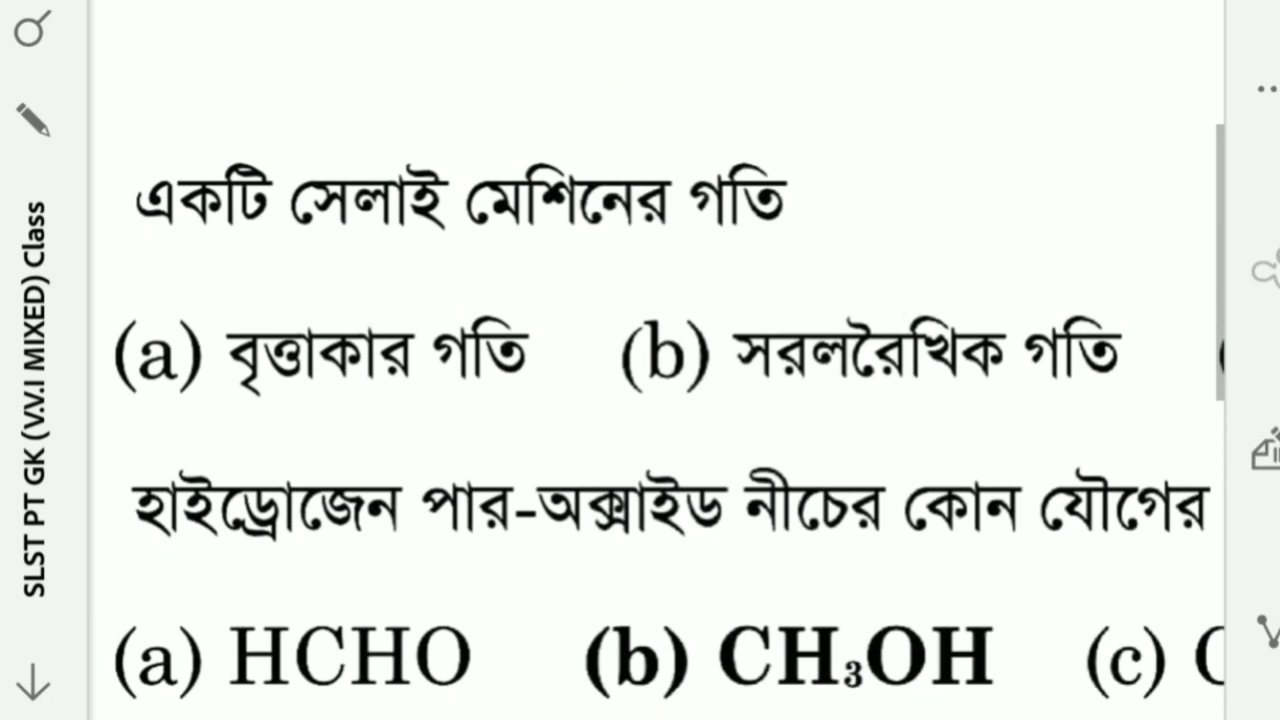 SLST PT GK (V.V.I MIXED) Class
একটি সেলাই মেশিনের গতি
(a) বৃত্তাকার গতি (b) সরলরৈখিক গতি
হাইড্রোজেন পার-অক্সাইড নীচের কোন যৌগের
(a) HCHO (b) CH₃OH (c)